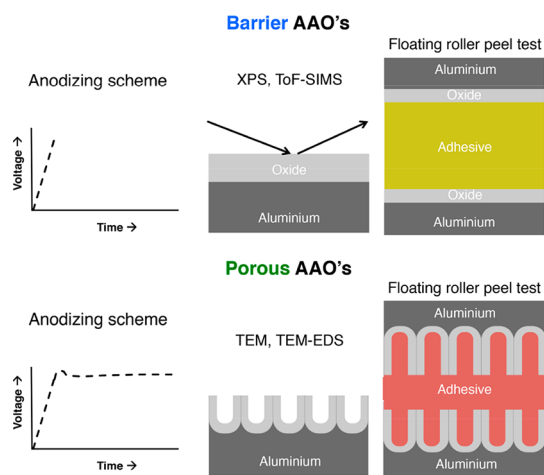 Barrier AAO's
Anodizing scheme
Voltage →
Time →
XPS, ToF-SIMS
Oxide
Aluminium
Floating roller peel test
Aluminium
Oxide
Adhesive
Oxide
Aluminium
Porous AAO's
Anodizing scheme
Voltage →
Time →
TEM, TEM-EDS
Aluminium
Floating roller peel test
Aluminium
Adhesive
Aluminium